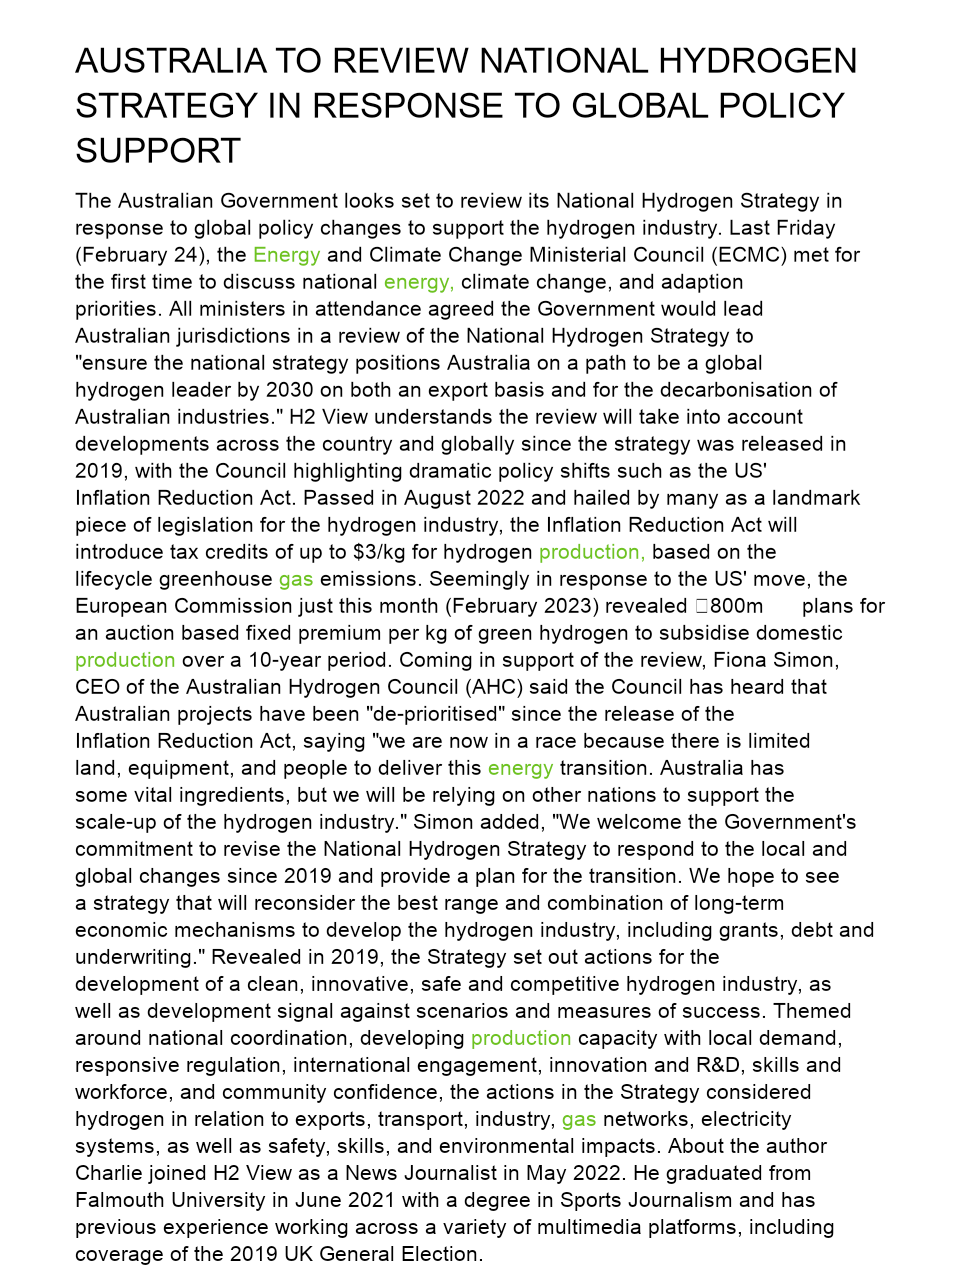 AUSTRALIA TO REVIEW NATIONAL HYDROGEN
STRATEGY IN RESPONSE TO GLOBAL POLICY
SUPPORT
The Australian Government looks set to review its National Hydrogen Strategy in
response to global policy changes to support the hydrogen industry. Last Friday
(February 24), the Energy and Climate Change Ministerial Council (ECMC) met for
the first time to discuss national energy, climate change, and adaption
priorities. All ministers in attendance agreed the Government would lead
Australian jurisdictions in a review of the National Hydrogen Strategy to
"ensure the national strategy positions Australia on a path to be a global
hydrogen leader by 2030 on both an export basis and for the decarbonisation of
Australian industries." H2 View understands the review will take into account
developments across the country and globally since the strategy was released in
2019, with the Council highlighting dramatic policy shifts such as the US'
Inflation Reduction Act. Passed in August 2022 and hailed by many as a landmark
piece of legislation for the hydrogen industry, the Inflation Reduction Act will
introduce tax credits of up to $3/kg for hydrogen production, based on the
lifecycle greenhouse gas emissions. Seemingly in response to the US' move, the
European Commission just this month (February 2023) revealed □800m plans for
an auction based fixed premium per kg of green hydrogen to subsidise domestic
production over a 10-year period. Coming in support of the review, Fiona Simon,
CEO of the Australian Hydrogen Council (AHC) said the Council has heard that
Australian projects have been "de-prioritised" since the release of the
Inflation Reduction Act, saying "we are now in a race because there is limited
land, equipment, and people to deliver this energy transition. Australia has
some vital ingredients, but we will be relying on other nations to support the
scale-up of the hydrogen industry." Simon added, "We welcome the Government's
commitment to revise the National Hydrogen Strategy to respond to the local and
global changes since 2019 and provide a plan for the transition. We hope to see
a strategy that will reconsider the best range and combination of long-term
economic mechanisms to develop the hydrogen industry, including grants, debt and
underwriting." Revealed in 2019, the Strategy set out actions for the
development of a clean, innovative, safe and competitive hydrogen industry, as
well as development signal against scenarios and measures of success. Themed
around national coordination, developing production capacity with local demand,
responsive regulation, international engagement, innovation and R&D, skills and
workforce, and community confidence, the actions in the Strategy considered
hydrogen in relation to exports, transport, industry, gas networks, electricity
systems, as well as safety, skills, and environmental impacts. About the author
Charlie joined H2 View as a News Journalist in May 2022. He graduated from
Falmouth University in June 2021 with a degree in Sports Journalism and has
previous experience working across a variety of multimedia platforms, including
coverage of the 2019 UK General Election.